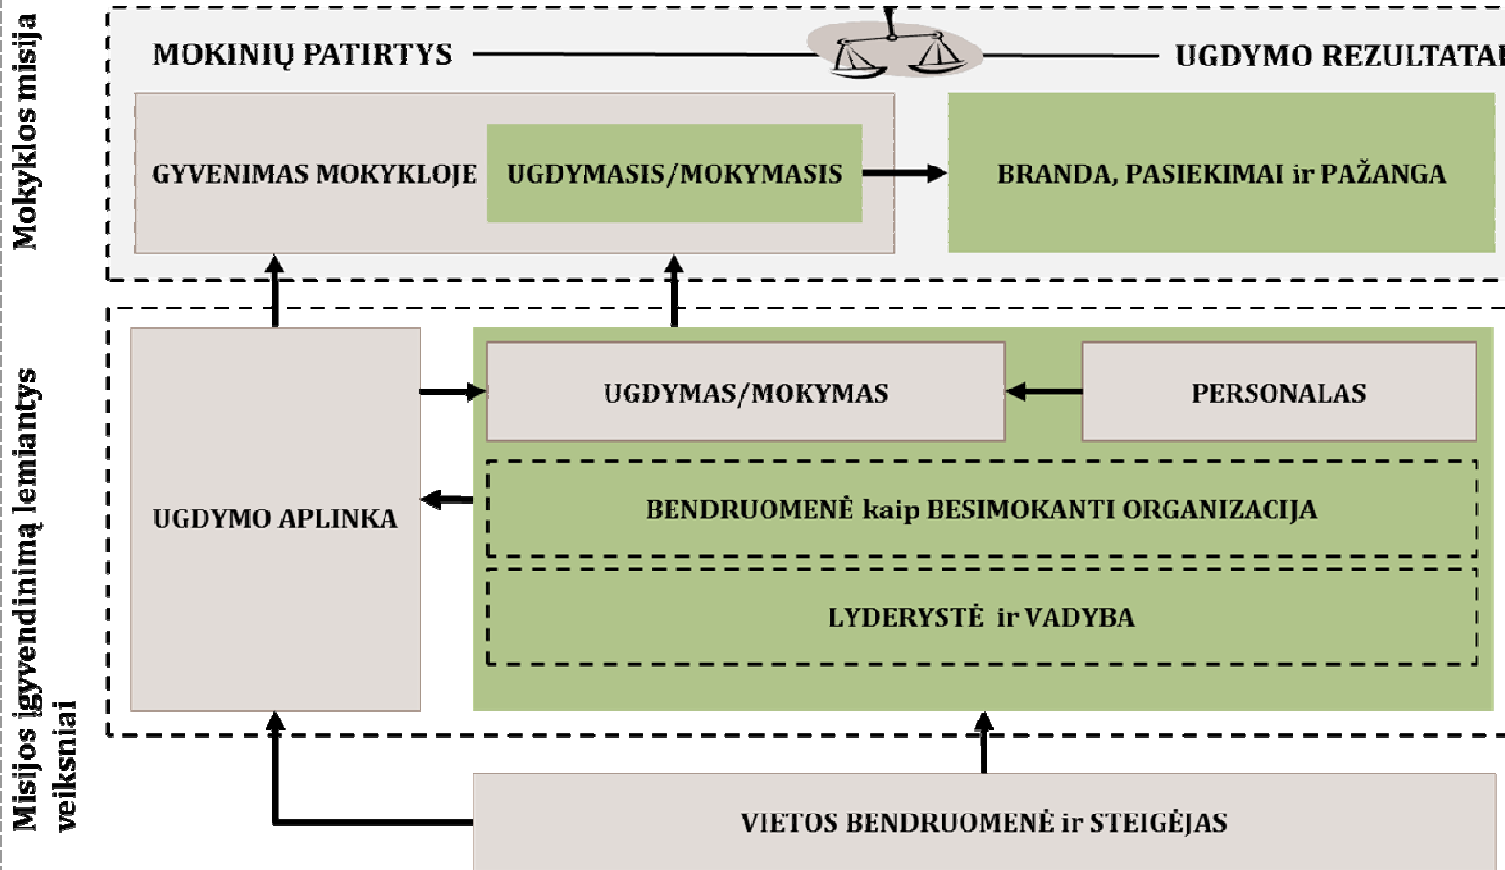 Mokyklos misija
MOKINIŲ PATIRTYS
UGDYMO REZULTATAI
GYVENIMAS MOKYKLOJE
UGDYMASIS/MOKYMASIS
BRANDA, PASIEKIMAI ir PAŽANGA
Misijos įgyvendinimą lemiantys
veiksniai
UGDYMO APLINKA
UGDYMAS/MOKYMAS
PERSONALAS
BENDRUOMENĖ kaip BESIMOKANTI ORGANIZACIJA
LYDERYSTĖ ir VADYBA
VIETOS BENDRUOMENĖ ir STEIGĖJAS